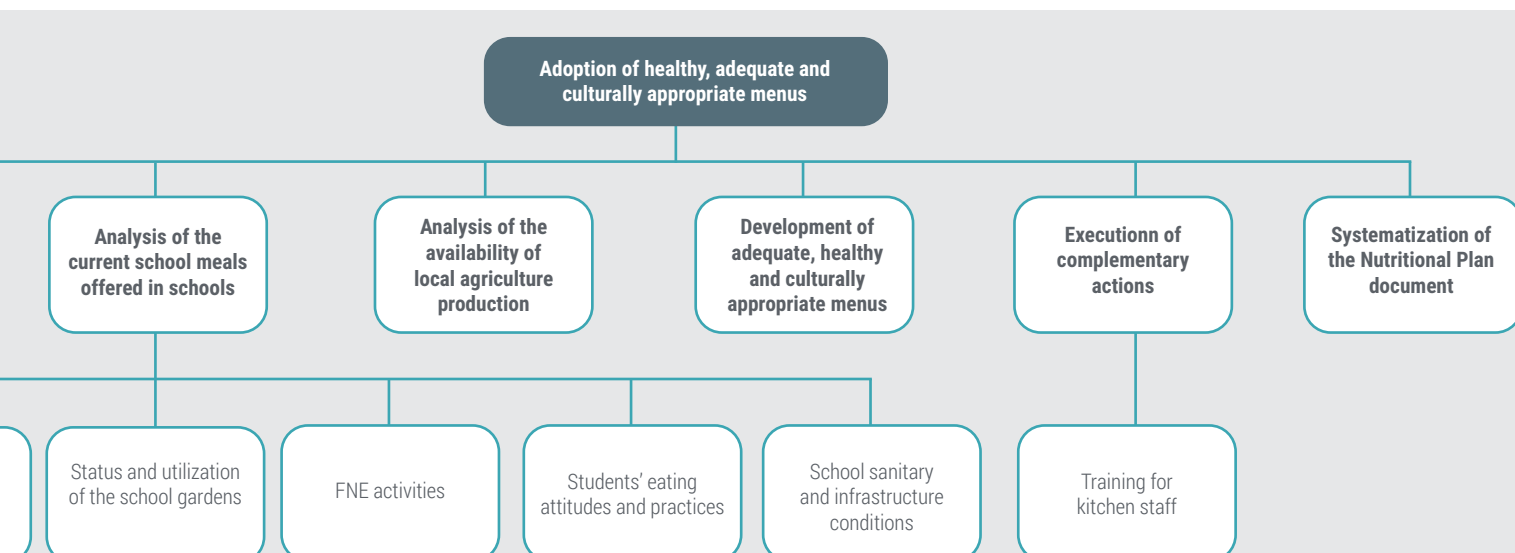 Adoption of healthy, adequate and
culturally appropriate menus
Analysis of the
current school meals
offered in schools
Analysis of the
availability of
local agriculture
production
Development of
adequate, healthy
and culturally
appropriate menus
Executionn of
complementary
actions
Systematization of
the Nutritional Plan
document
Status and utilization
of the school gardens
FNE activities
Students’ eating
attitudes and practices
School sanitary
and infrastructure
conditions
Training for
kitchen staff